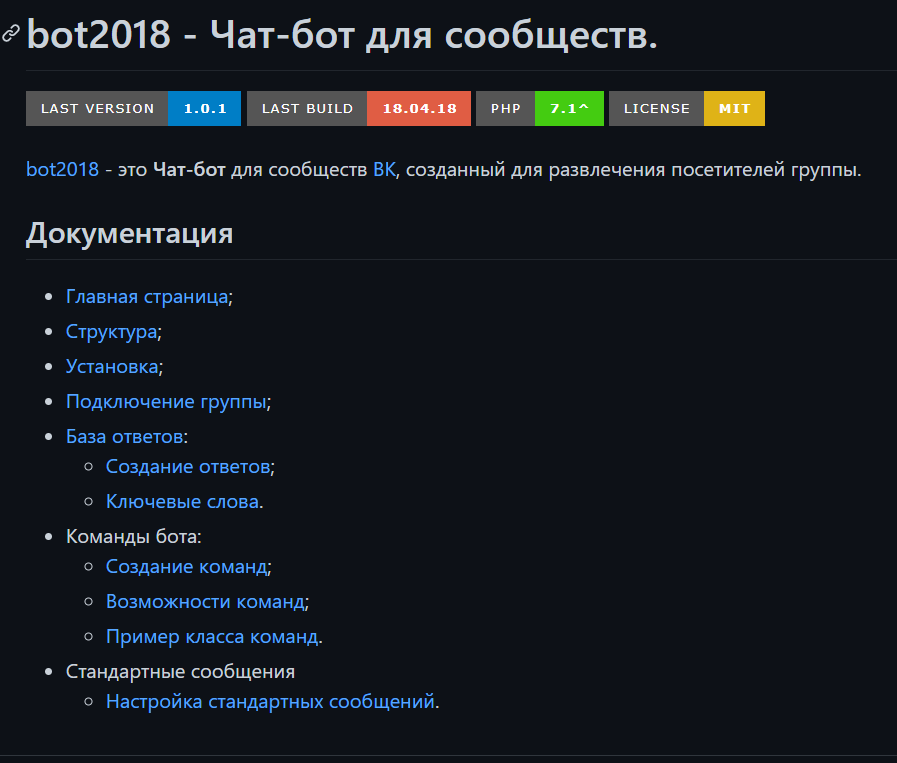 bot2018 - Чат-бот для сообществ.
LAST VERSION 1.0.1 LAST BUILD 18.04.18 PHP 7.1^ LICENSE MIT
bot2018 - это Чат-бот для сообществ ВК, созданный для развлечения посетителей группы.
Документация
Главная страница;
Структура;
Установка;
Подключение группы;
База ответов:
Создание ответов;
Ключевые слова.
Команды бота:
Создание команд;
Возможности команд;
Пример класса команд.
Стандартные сообщения
Настройка стандартных сообщений.